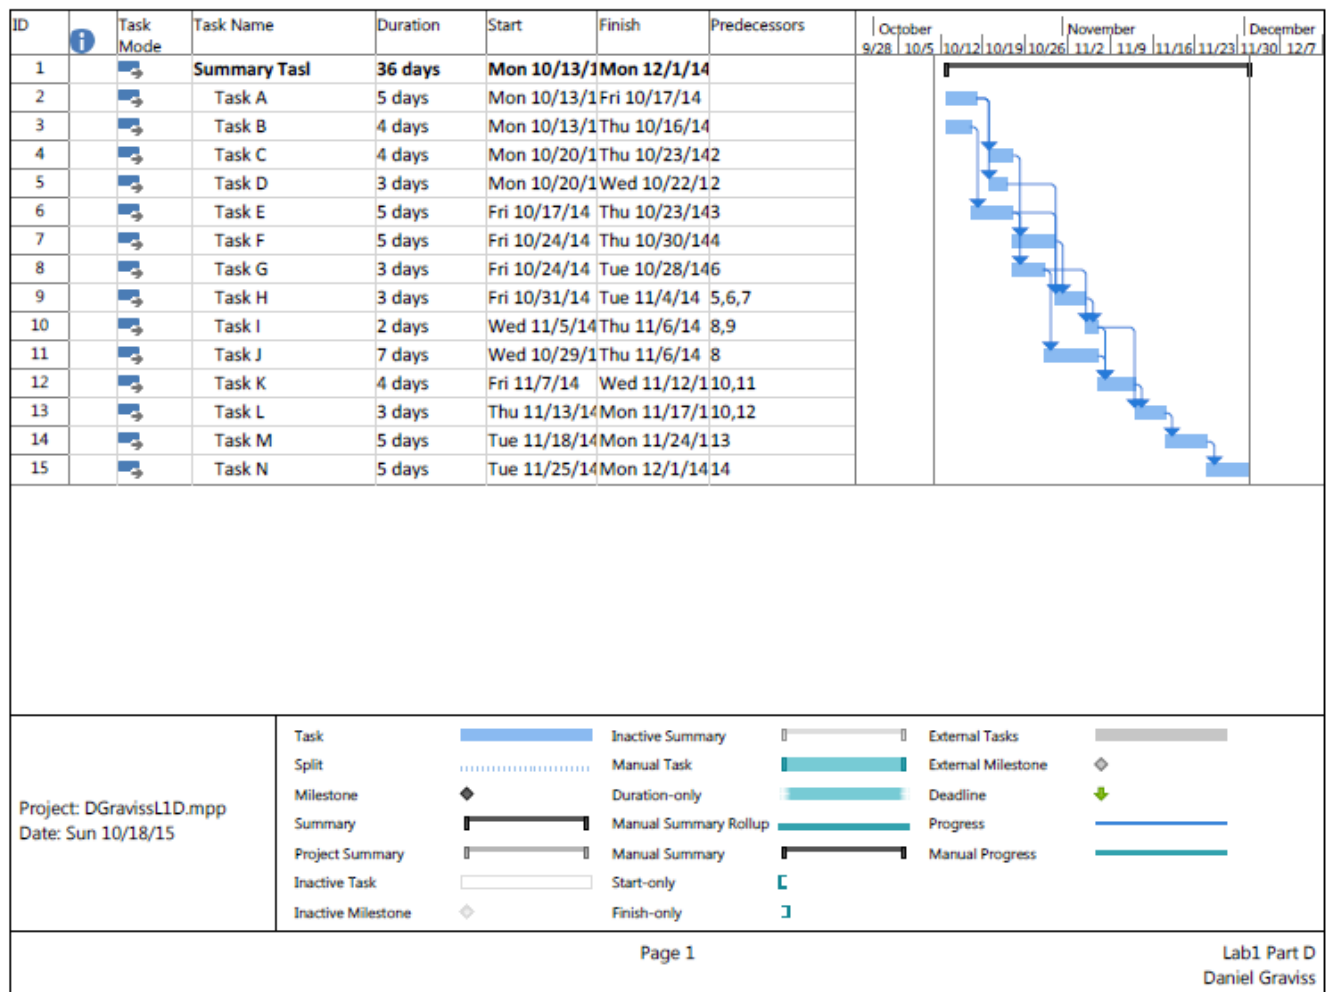 ID Task Mode Task Name Duration Start Finish Predecessors
October November December
9/28 10/5 10/12 10/19 10/26 11/2 11/9 11/16 11/23 11/30 12/7
1 Summary Tasl 36 days Mon 10/13/1 Mon 12/1/14
2 Task A 5 days Mon 10/13/1 Fri 10/17/14
3 Task B 4 days Mon 10/13/1 Thu 10/16/14
4 Task C 4 days Mon 10/20/1 Thu 10/23/14 2
5 Task D 3 days Mon 10/20/1 Wed 10/22/1 2
6 Task E 5 days Fri 10/17/14 Thu 10/23/14 3
7 Task F 5 days Fri 10/24/14 Thu 10/30/14 4
8 Task G 3 days Fri 10/24/14 Tue 10/28/14 6
9 Task H 3 days Fri 10/31/14 Tue 11/4/14 5,6,7
10 Task I 2 days Wed 11/5/14 Thu 11/6/14 8,9
11 Task J 7 days Wed 10/29/1 Thu 11/6/14 8
12 Task K 4 days Fri 11/7/14 Wed 11/12/1 10,11
13 Task L 3 days Thu 11/13/14 Mon 11/17/1 10,12
14 Task M 5 days Tue 11/18/14 Mon 11/24/1 13
15 Task N 5 days Tue 11/25/14 Mon 12/1/14 14
Project: DGravissL1D.mpp
Date: Sun 10/18/15
Task Inactive Summary External Tasks
Split Manual Task External Milestone
Milestone Duration-only Deadline
Summary Manual Summary Rollup Progress
Project Summary Manual Summary Manual Progress
Inactive Task Start-only
Inactive Milestone Finish-only
Page 1
Lab1 Part D
Daniel Graviss